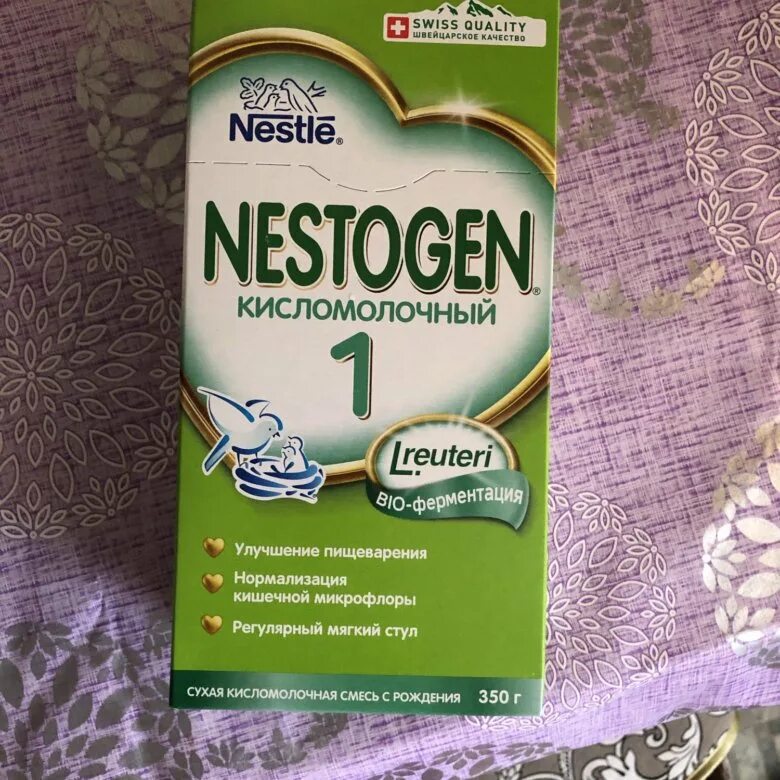 SWISS QUALITY
ШВЕЙЦАРСКОЕ КАЧЕСТВО
Nestlé®
NESTOGEN®
КИСЛОМОЛОЧНЫЙ
1
L.reuteri
BIO-ферментация
Улучшение пищеварения
Нормализация
кишечной микрофлоры
Регулярный мягкий стул
СУХАЯ КИСЛОМОЛОЧНАЯ СМЕСЬ С РОЖДЕНИЯ 350 г